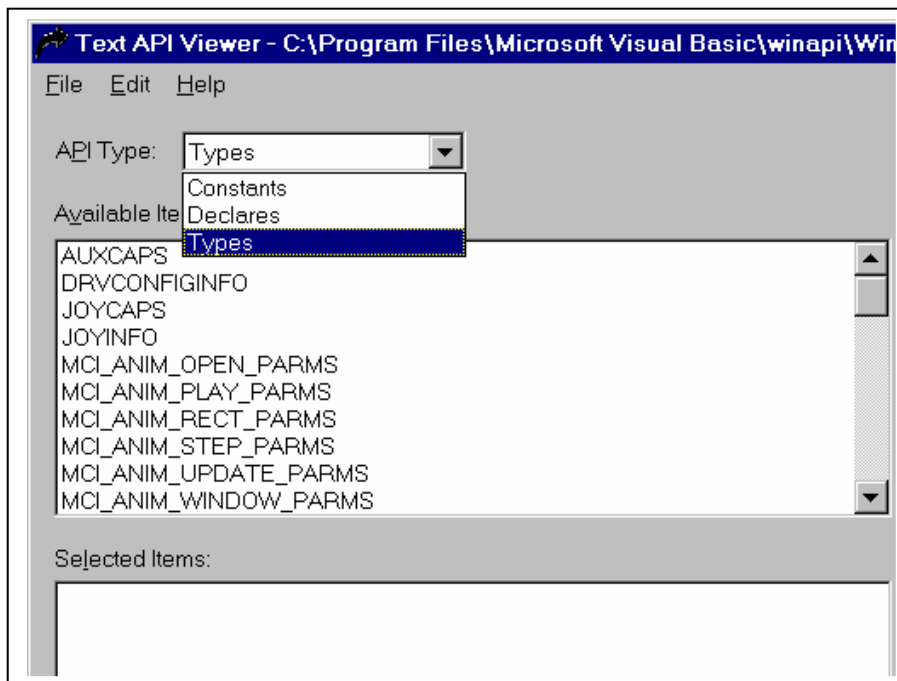 Text API Viewer - C:\Program Files\Microsoft Visual Basic\winapi\Win
File Edit Help
API Type: Types
Constants
Available Ite Declares
Types
AUXCAPS
DRVCONFIGINFO
JOYCAPS
JOYINFO
MCI_ANIM_OPEN_PARMS
MCI_ANIM_PLAY_PARMS
MCI_ANIM_RECT_PARMS
MCI_ANIM_STEP_PARMS
MCI_ANIM_UPDATE_PARMS
MCI_ANIM_WINDOW_PARMS
Selected Items: